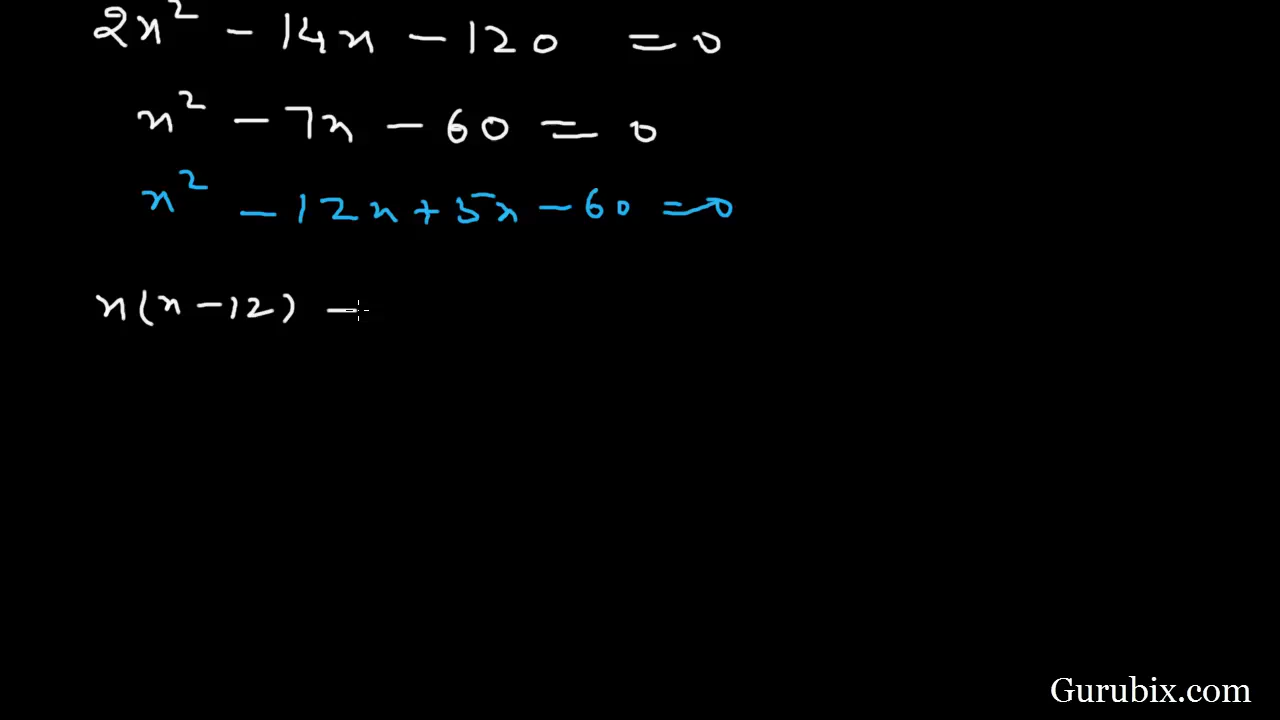 2x² - 14x - 120 = 0
x² - 7x - 60 = 0
x² - 12x + 5x - 60 = 0
x(x - 12) -
Gurubix.com